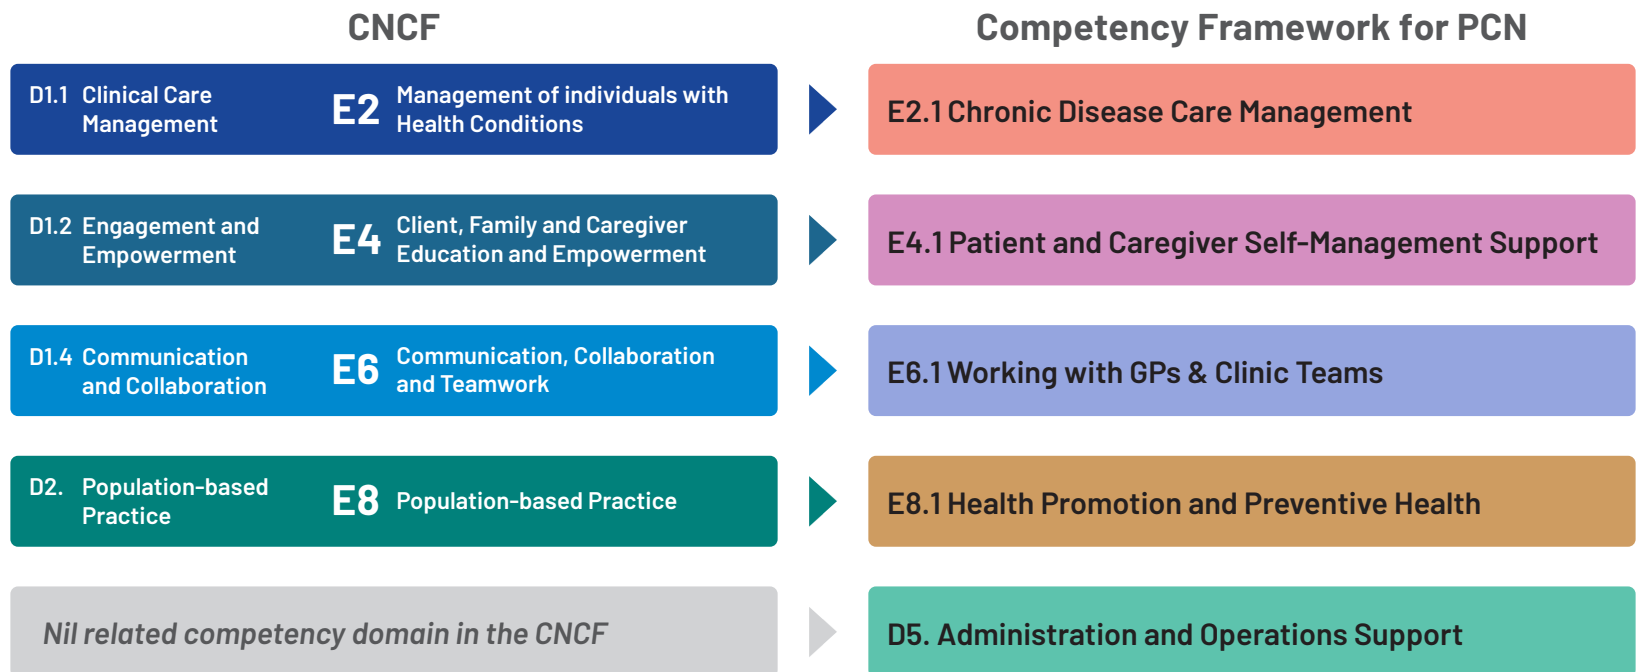 CNCF
Competency Framework for PCN
D1.1 Clinical Care
Management
E2 Management of individuals with
Health Conditions
E2.1 Chronic Disease Care Management
D1.2 Engagement and
Empowerment
E4 Client, Family and Caregiver
Education and Empowerment
E4.1 Patient and Caregiver Self-Management Support
D1.4 Communication
and Collaboration
E6 Communication, Collaboration
and Teamwork
E6.1 Working with GPs & Clinic Teams
D2. Population-based
Practice
E8 Population-based Practice
E8.1 Health Promotion and Preventive Health
Nil related competency domain in the CNCF
D5. Administration and Operations Support